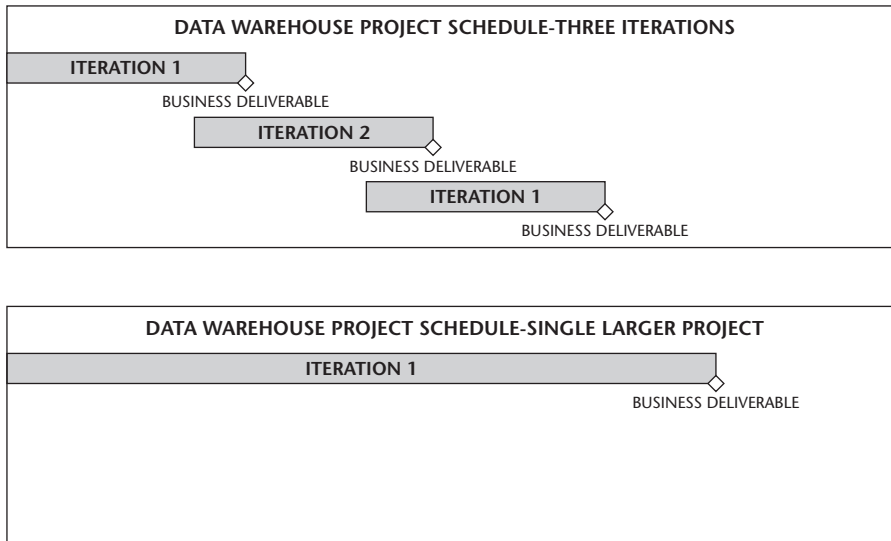 DATA WAREHOUSE PROJECT SCHEDULE-THREE ITERATIONS
ITERATION 1
BUSINESS DELIVERABLE
ITERATION 2
BUSINESS DELIVERABLE
ITERATION 1
BUSINESS DELIVERABLE
DATA WAREHOUSE PROJECT SCHEDULE-SINGLE LARGER PROJECT
ITERATION 1
BUSINESS DELIVERABLE